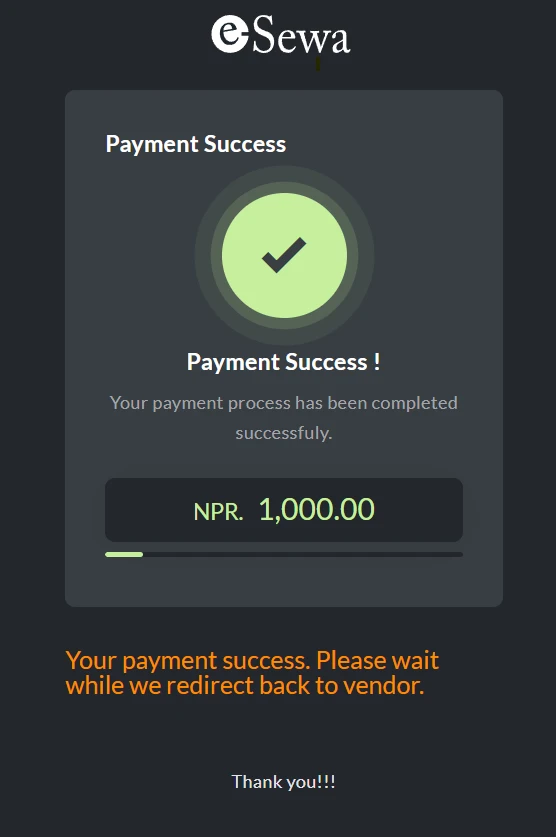 eSewa
Payment Success
Payment Success !
Your payment process has been completed
successfuly.
NPR. 1,000.00
Your payment success. Please wait
while we redirect back to vendor.
Thank you!!!